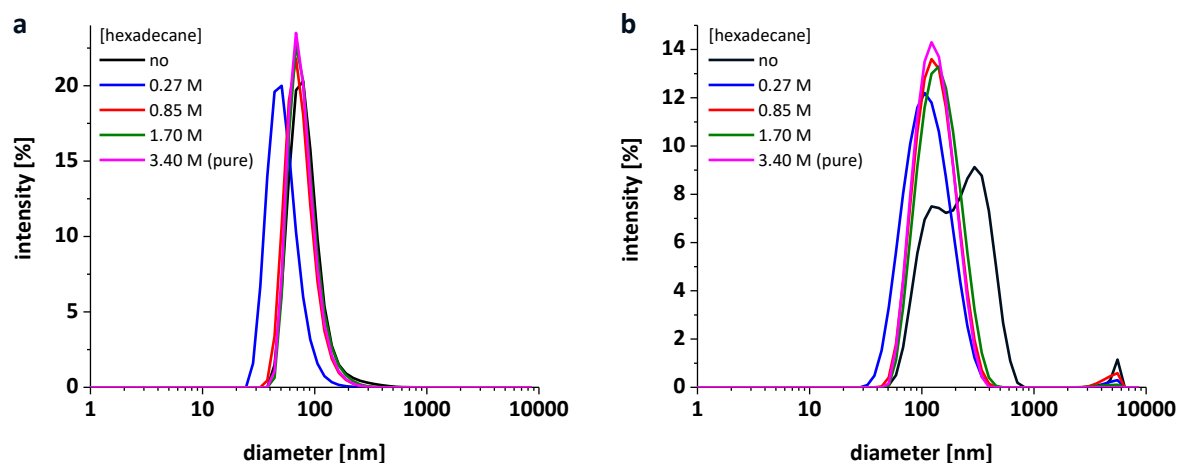 a
[hexadecane]
no
0.27 M
0.85 M
1.70 M
3.40 M (pure)
intensity [%]
20
15
10
5
0
1
10
100
1000
10000
diameter [nm]
b
[hexadecane]
no
0.27 M
0.85 M
1.70 M
3.40 M (pure)
intensity [%]
14
12
10
8
6
4
2
0
1
10
100
1000
10000
diameter [nm]